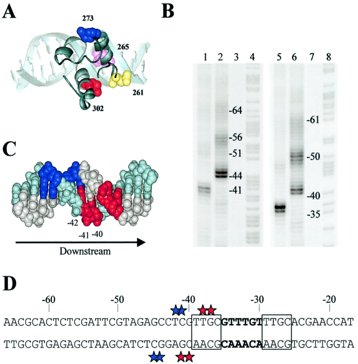 A
273
265
261
302
B
1 2 3 4 5 6 7 8
-64
-56
-51
-44
-41
-61
-50
-40
-35
C
-42
-41 -40
Downstream
D
-60 -50 -40 -30
AACGCACTCTCGATTCGTAGAGCCTCGTTGCGTTTGTTTGCACGAACCAT
TTGCGTGAGAGCTAAGCATCTCGGAGCAACGCAAACAAACGTGCTTGGTA